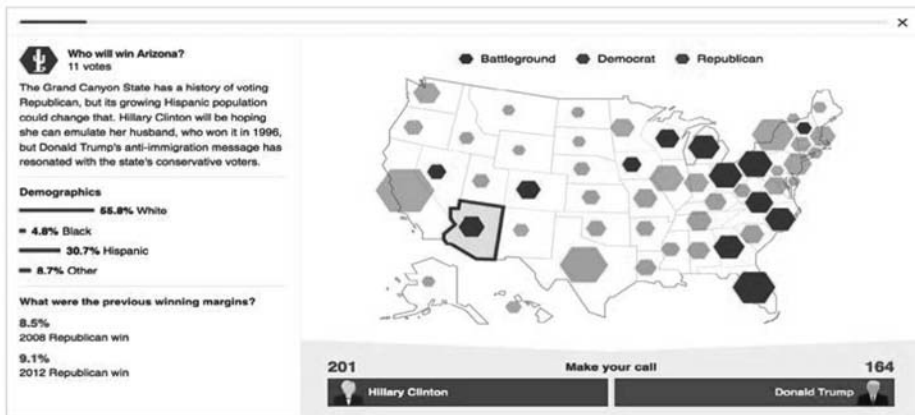 Who will win Arizona?
11 votes
The Grand Canyon State has a history of voting
Republican, but its growing Hispanic population
could change that. Hillary Clinton will be hoping
she can emulate her husband, who won it in 1996,
but Donald Trump's anti-immigration message has
resonated with the state's conservative voters.
Demographics
55.8% White
4.8% Black
30.7% Hispanic
8.7% Other
What were the previous winning margins?
8.5%
2008 Republican win
9.1%
2012 Republican win
Battleground Democrat Republican
201 Make your call 164
Hillary Clinton Donald Trump